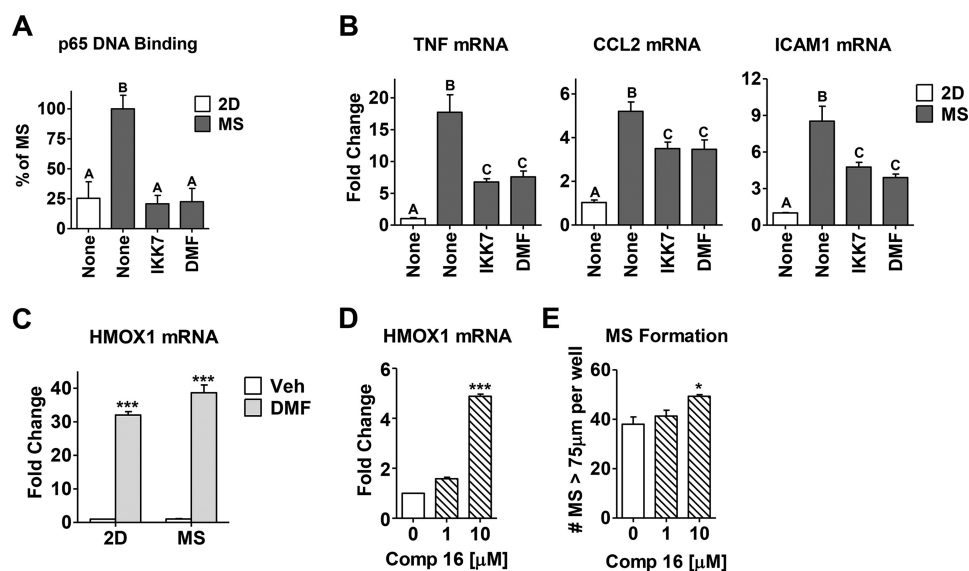 A
p65 DNA Binding
% of MS
100
75
50
25
0
A
B
A
A
None
None
IKK7
DMF
2D
MS
B
TNF mRNA
Fold Change
20
15
10
5
0
A
B
C
C
None
None
IKK7
DMF
CCL2 mRNA
6
4
2
0
A
B
C
C
None
None
IKK7
DMF
ICAM1 mRNA
12
9
6
3
0
A
B
C
C
None
None
IKK7
DMF
2D
MS
C
HMOX1 mRNA
Fold Change
40
30
20
10
0
***
***
2D
MS
Veh
DMF
D
HMOX1 mRNA
Fold Change
6
4
2
0
***
0 1 10
Comp 16 [μM]
E
MS Formation
# MS > 75μm per well
60
40
20
0
*
0 1 10
Comp 16 [μM]